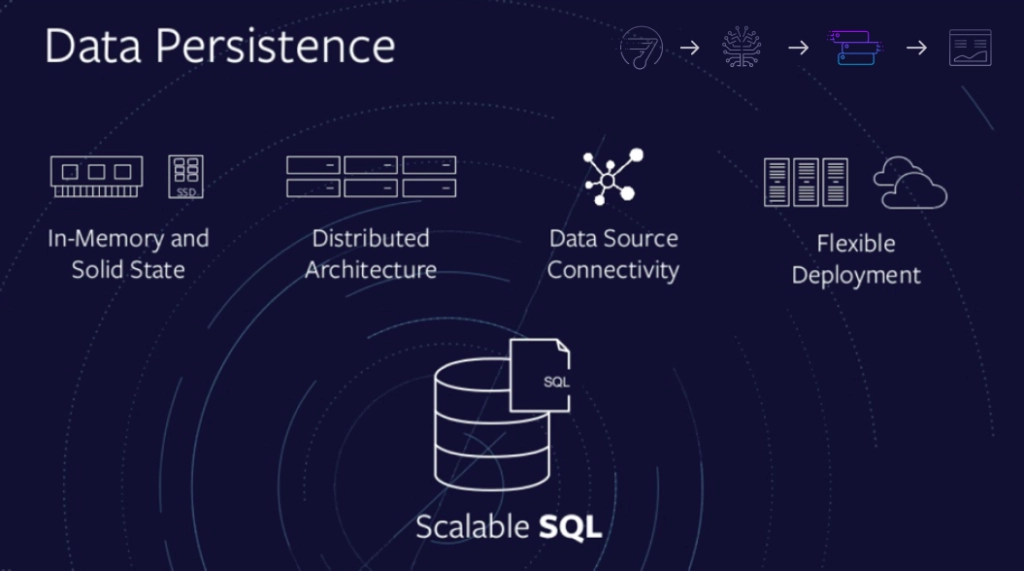 Data Persistence
SSD
In-Memory and
Solid State
Distributed
Architecture
Data Source
Connectivity
Flexible
Deployment
SQL
Scalable SQL